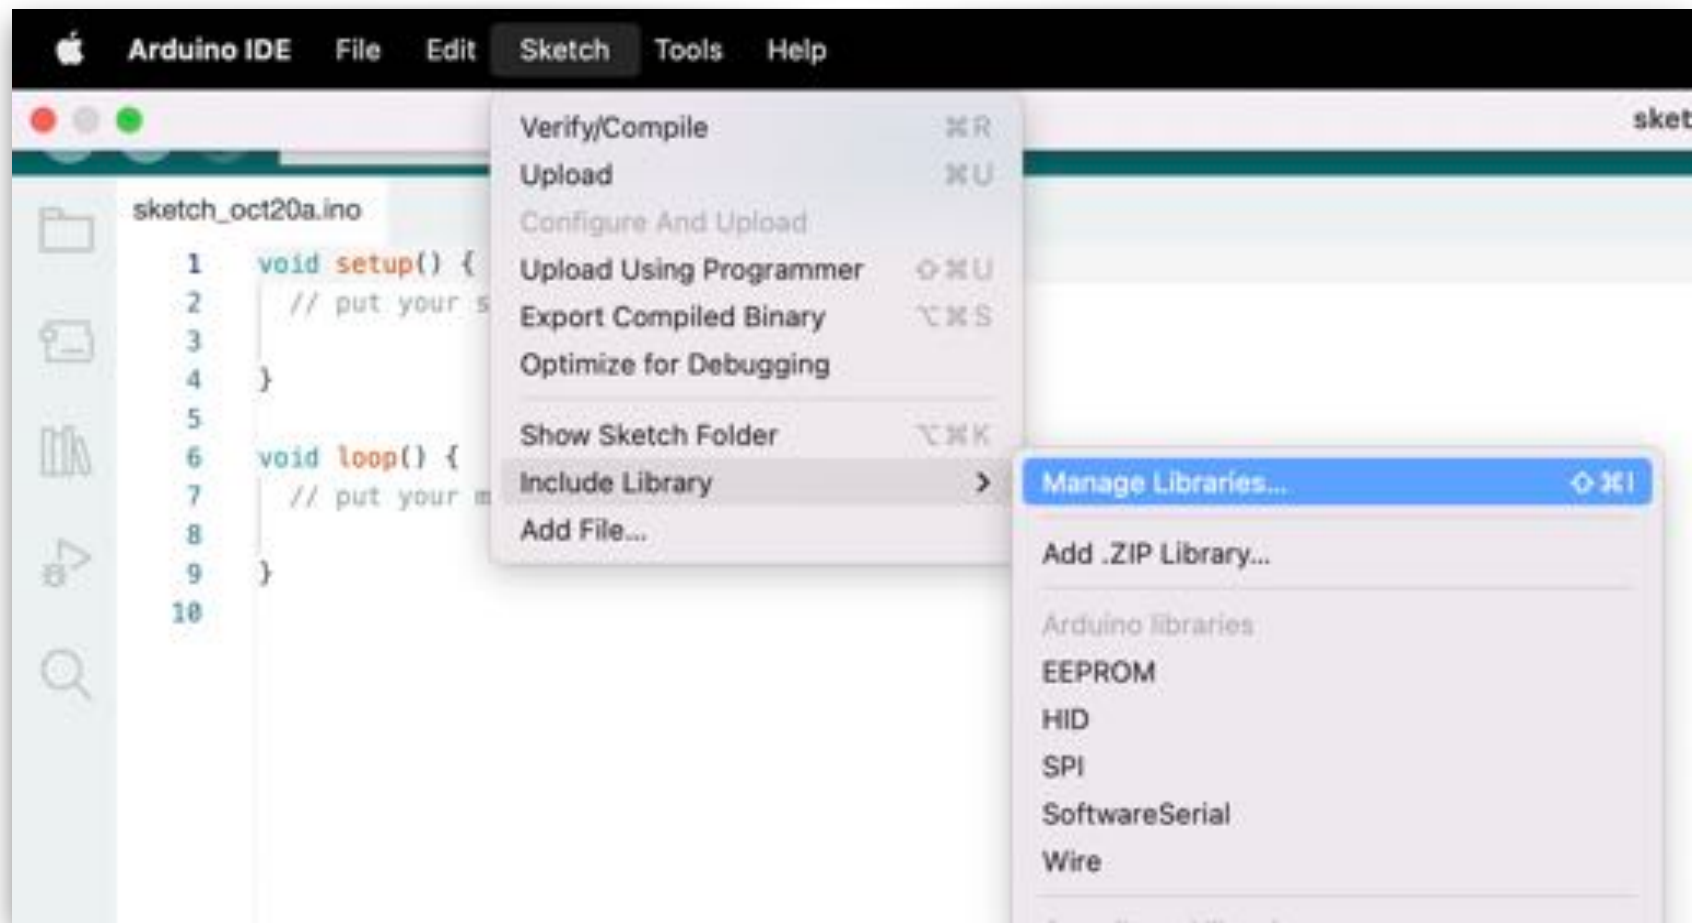 Arduino IDE File Edit Sketch Tools Help
sket
Verify/Compile ⌘R
Upload ⌘U
Configure And Upload
Upload Using Programmer ⇧⌘U
Export Compiled Binary ⌥⌘S
Optimize for Debugging
Show Sketch Folder ⌥⌘K
Include Library >
Add File...
Manage Libraries... ⇧⌘I
Add .ZIP Library...
Arduino libraries
EEPROM
HID
SPI
SoftwareSerial
Wire
sketch_oct20a.ino
1 void setup() {
2 // put your s
3
4 }
5
6 void loop() {
7 // put your m
8
9 }
10